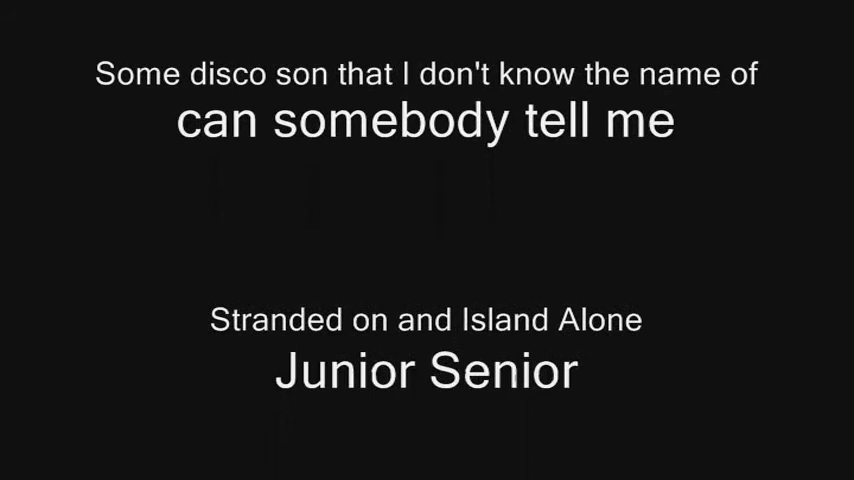 Some disco son that I don't know the name of
can somebody tell me
Stranded on and Island Alone
Junior Senior